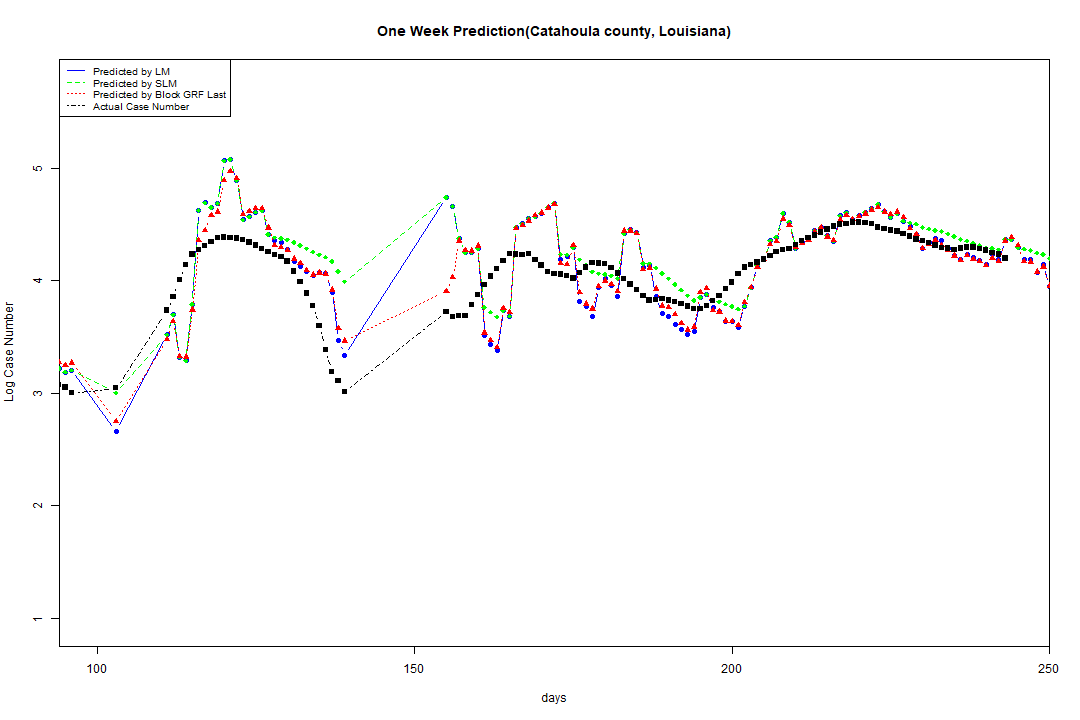 One Week Prediction(Catahoula county, Louisiana)
Predicted by LM
Predicted by SLM
Predicted by Block GRF Last
Actual Case Number
5
4
3
2
1
Log Case Number
100 150 200 250
days